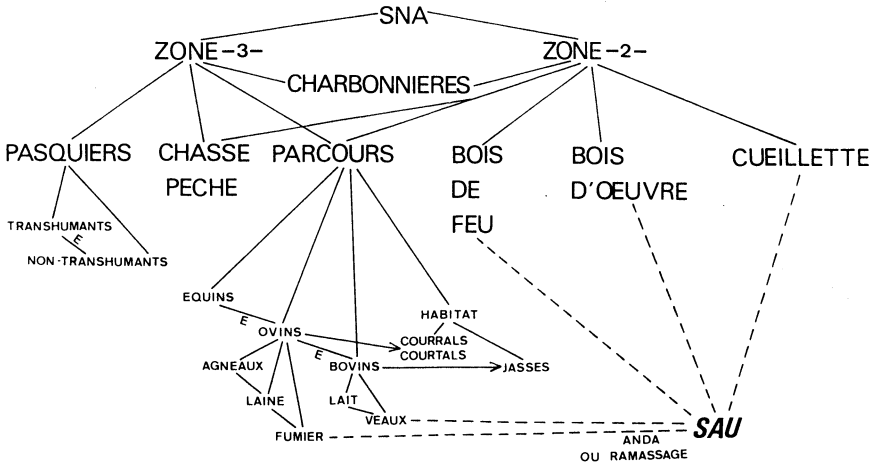 SNA
ZONE -3-
ZONE -2-
CHARBONNIERES
PASQUIERS
CHASSE
PECHE
PARCOURS
BOIS
DE
FEU
BOIS
D'ŒUVRE
CUEILLETTE
TRANSHUMANTS
E
NON-TRANSHUMANTS
EQUINS
E
OVINS
HABITAT
COURRALS
COURTALS
E
AGNEAUX
BOVINS
JASSES
LAINE
LAIT
VEAUX
FUMIER
SAU
ANDA
OU RAMASSAGE